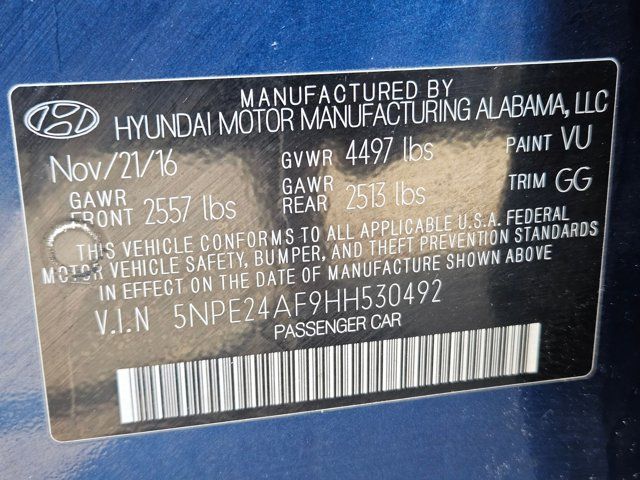 MANUFACTURED BY
HYUNDAI MOTOR MANUFACTURING ALABAMA, LLC
Nov/21/16 GVWR 4497 lbs PAINT VU
GAWR FRONT 2557 lbs GAWR REAR 2513 lbs TRIM GG
THIS VEHICLE CONFORMS TO ALL APPLICABLE U.S.A. FEDERAL
MOTOR VEHICLE SAFETY, BUMPER, AND THEFT PREVENTION STANDARDS
IN EFFECT ON THE DATE OF MANUFACTURE SHOWN ABOVE
V.I.N 5NPE24AF9HH530492
PASSENGER CAR